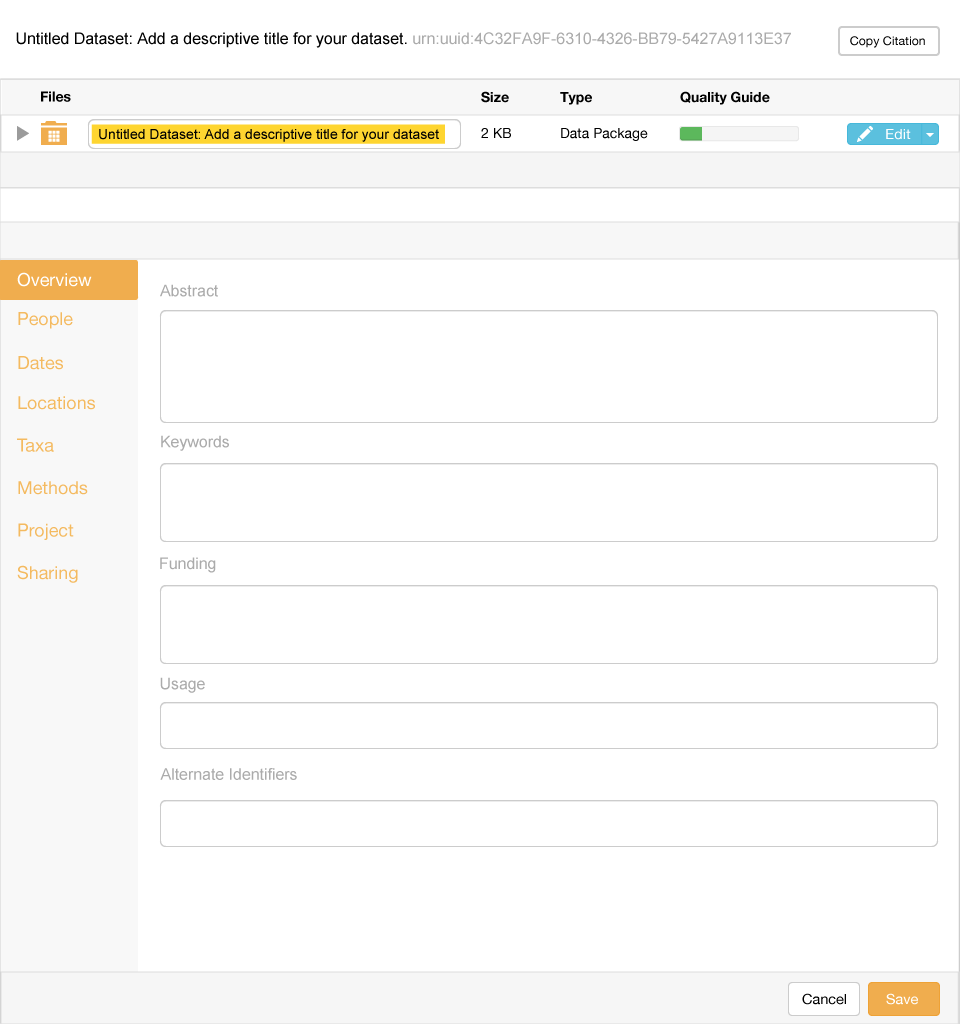 Untitled Dataset: Add a descriptive title for your dataset. urn:uuid:4C32FA9F-6310-4326-BB79-5427A9113E37
Copy Citation
Files Size Type Quality Guide
Untitled Dataset: Add a descriptive title for your dataset 2 KB Data Package Edit
Overview
People
Dates
Locations
Taxa
Methods
Project
Sharing
Abstract
Keywords
Funding
Usage
Alternate Identifiers
Cancel Save